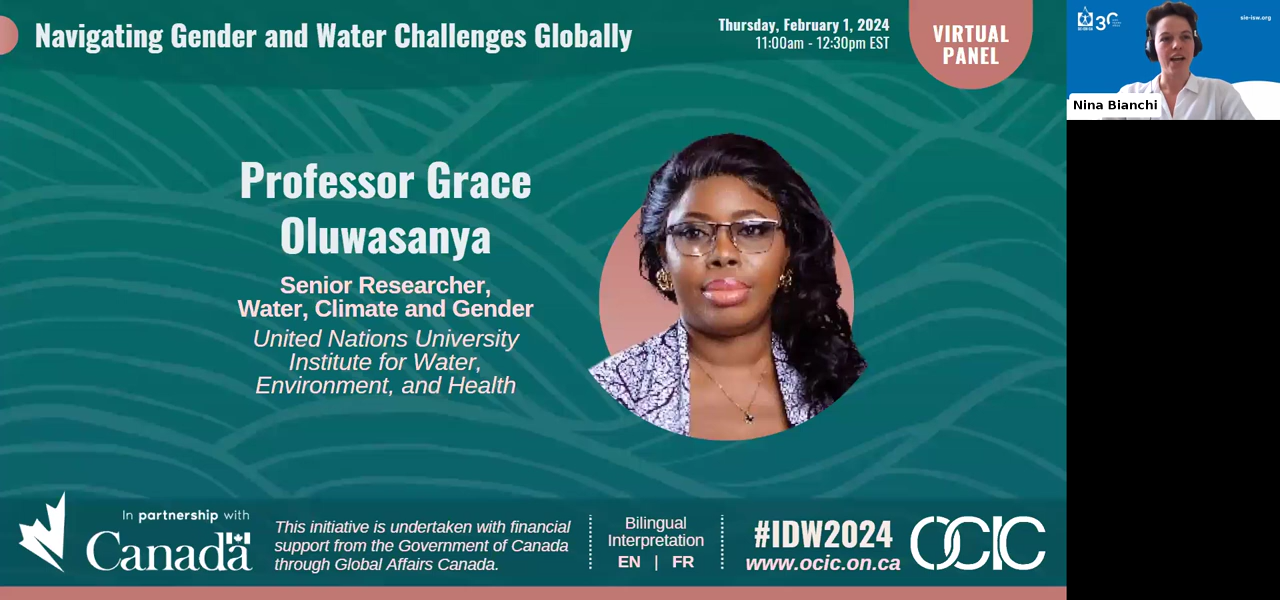 Navigating Gender and Water Challenges Globally
Thursday, February 1, 2024
11:00am - 12:30pm EST
VIRTUAL
PANEL
sie-isw.org
Nina Bianchi
Professor Grace
Oluwasanya
Senior Researcher,
Water, Climate and Gender
United Nations University
Institute for Water,
Environment, and Health
In partnership with
Canada
This initiative is undertaken with financial
support from the Government of Canada
through Global Affairs Canada.
Bilingual
Interpretation
EN | FR
#IDW2024
www.ocic.on.ca
OCIC